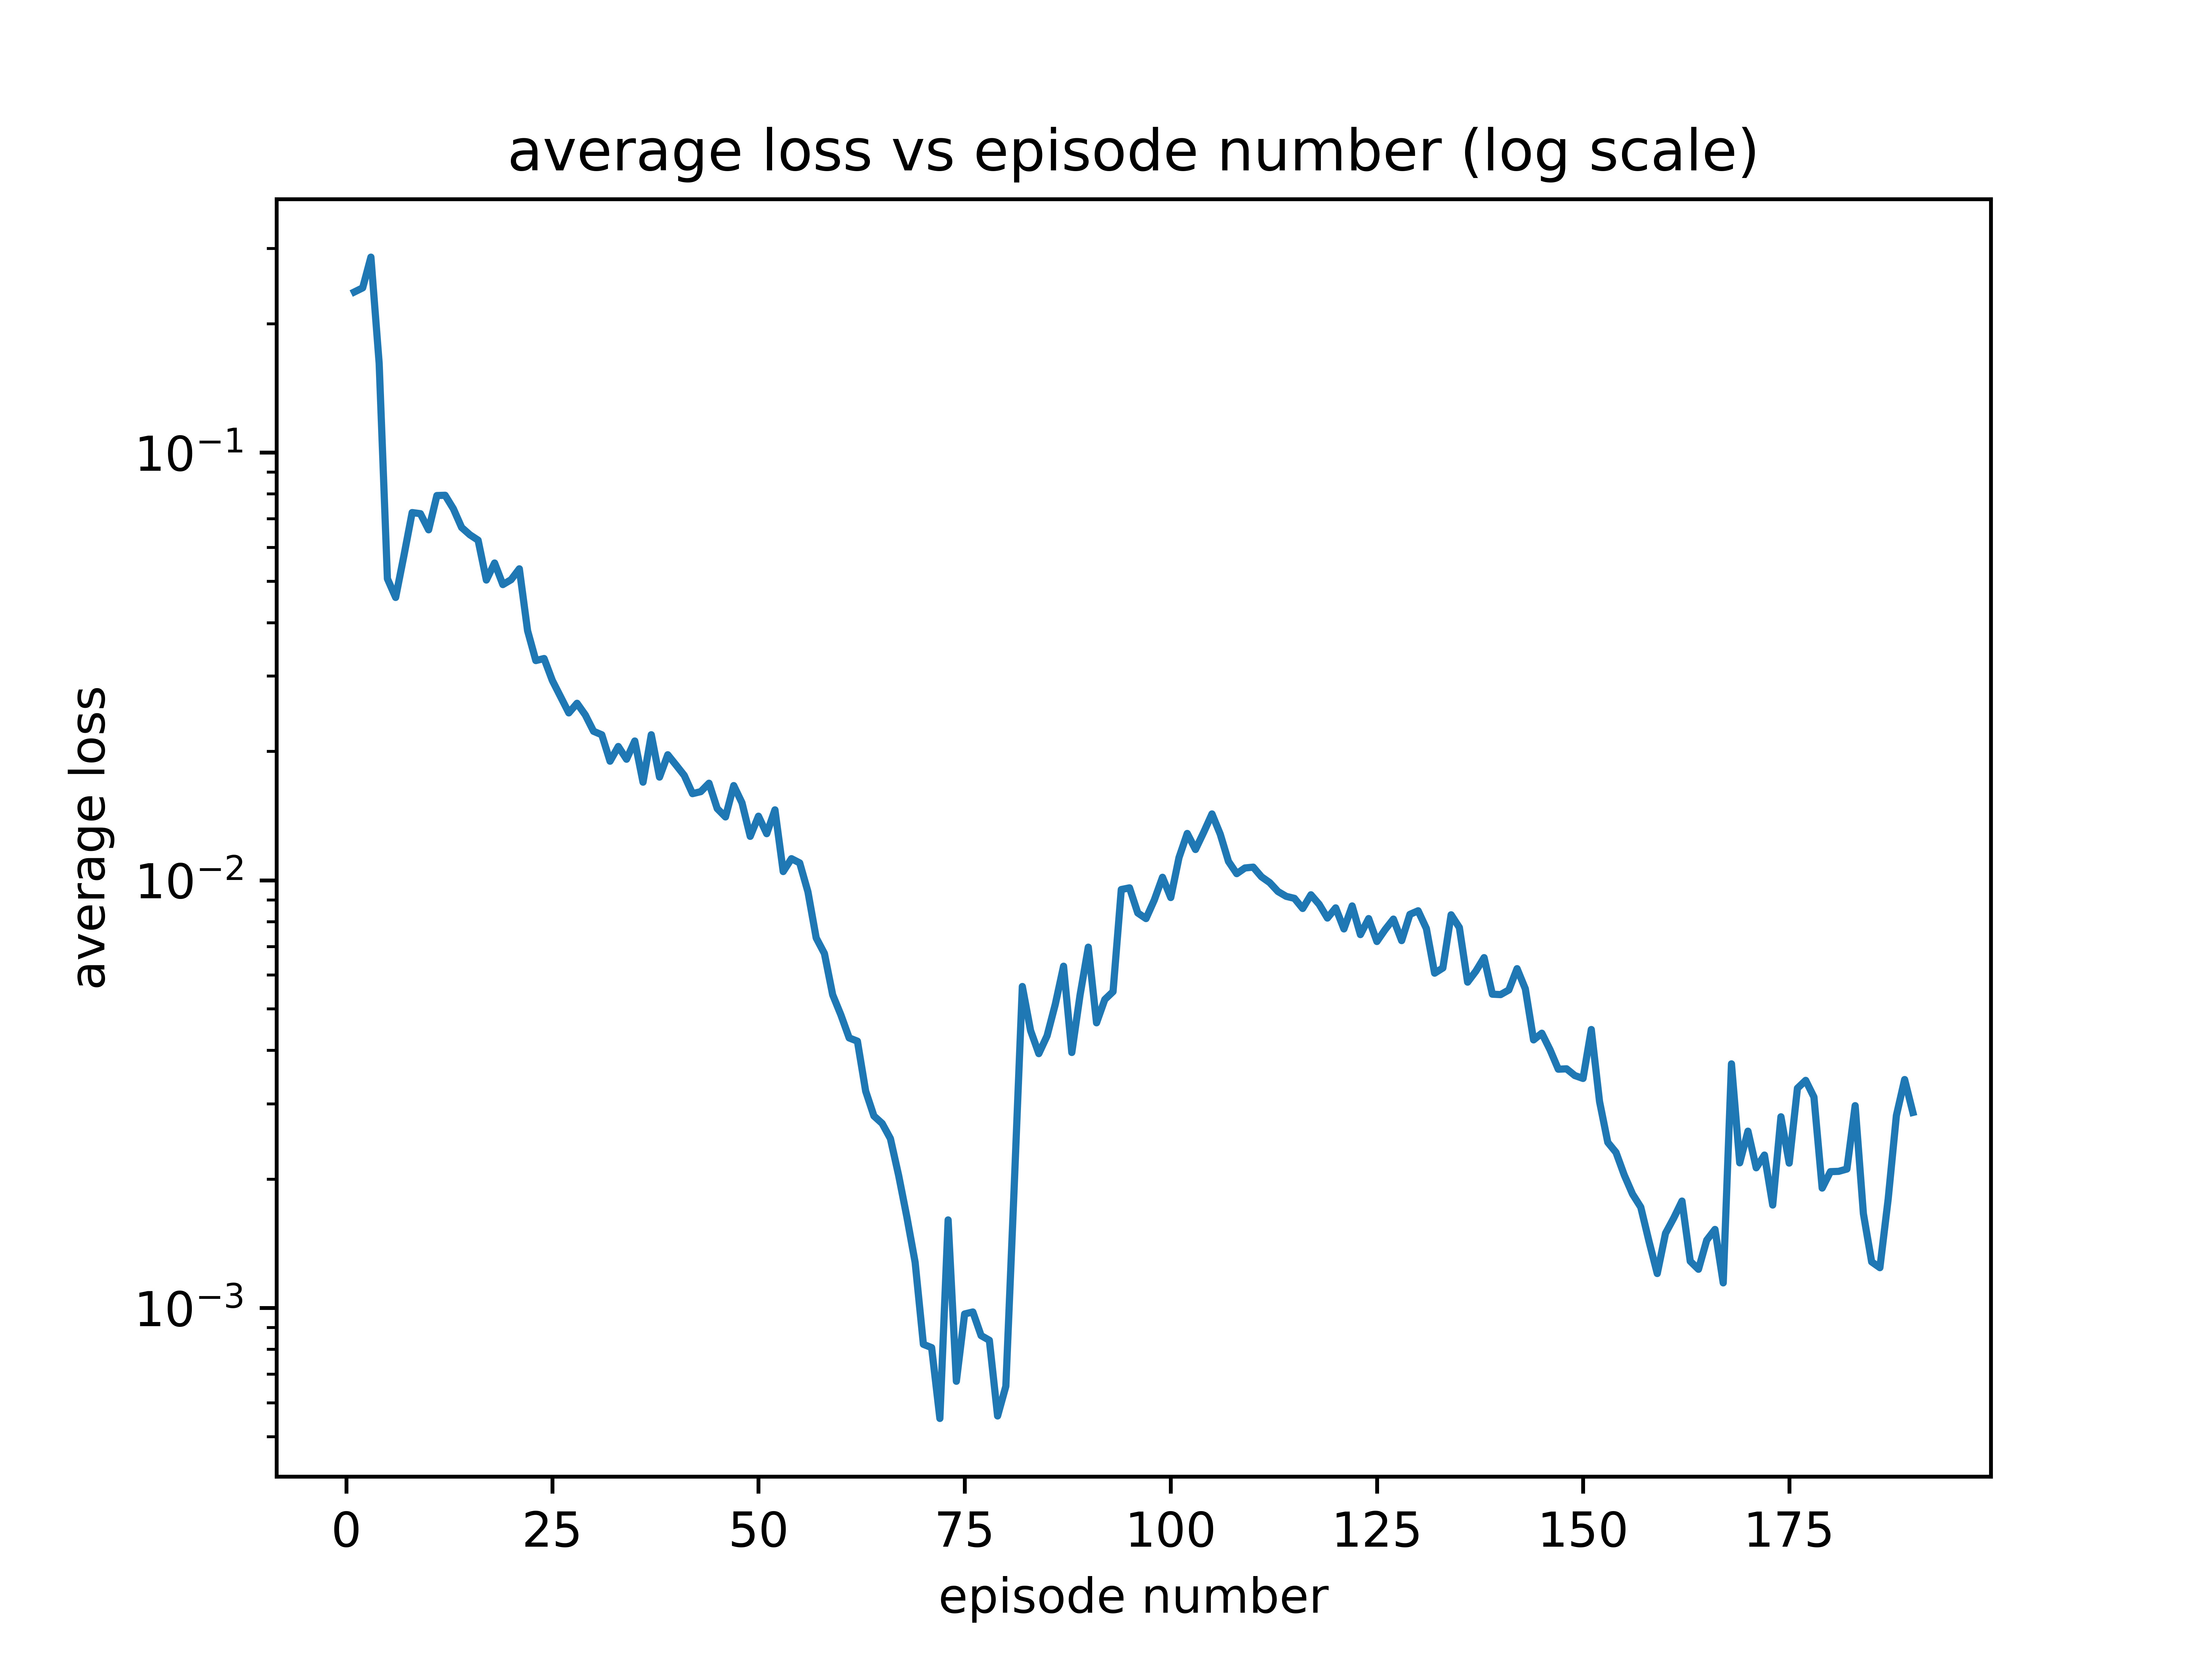 average loss vs episode number (log scale)
average loss
10⁻¹
10⁻²
10⁻³
0 25 50 75 100 125 150 175
episode number